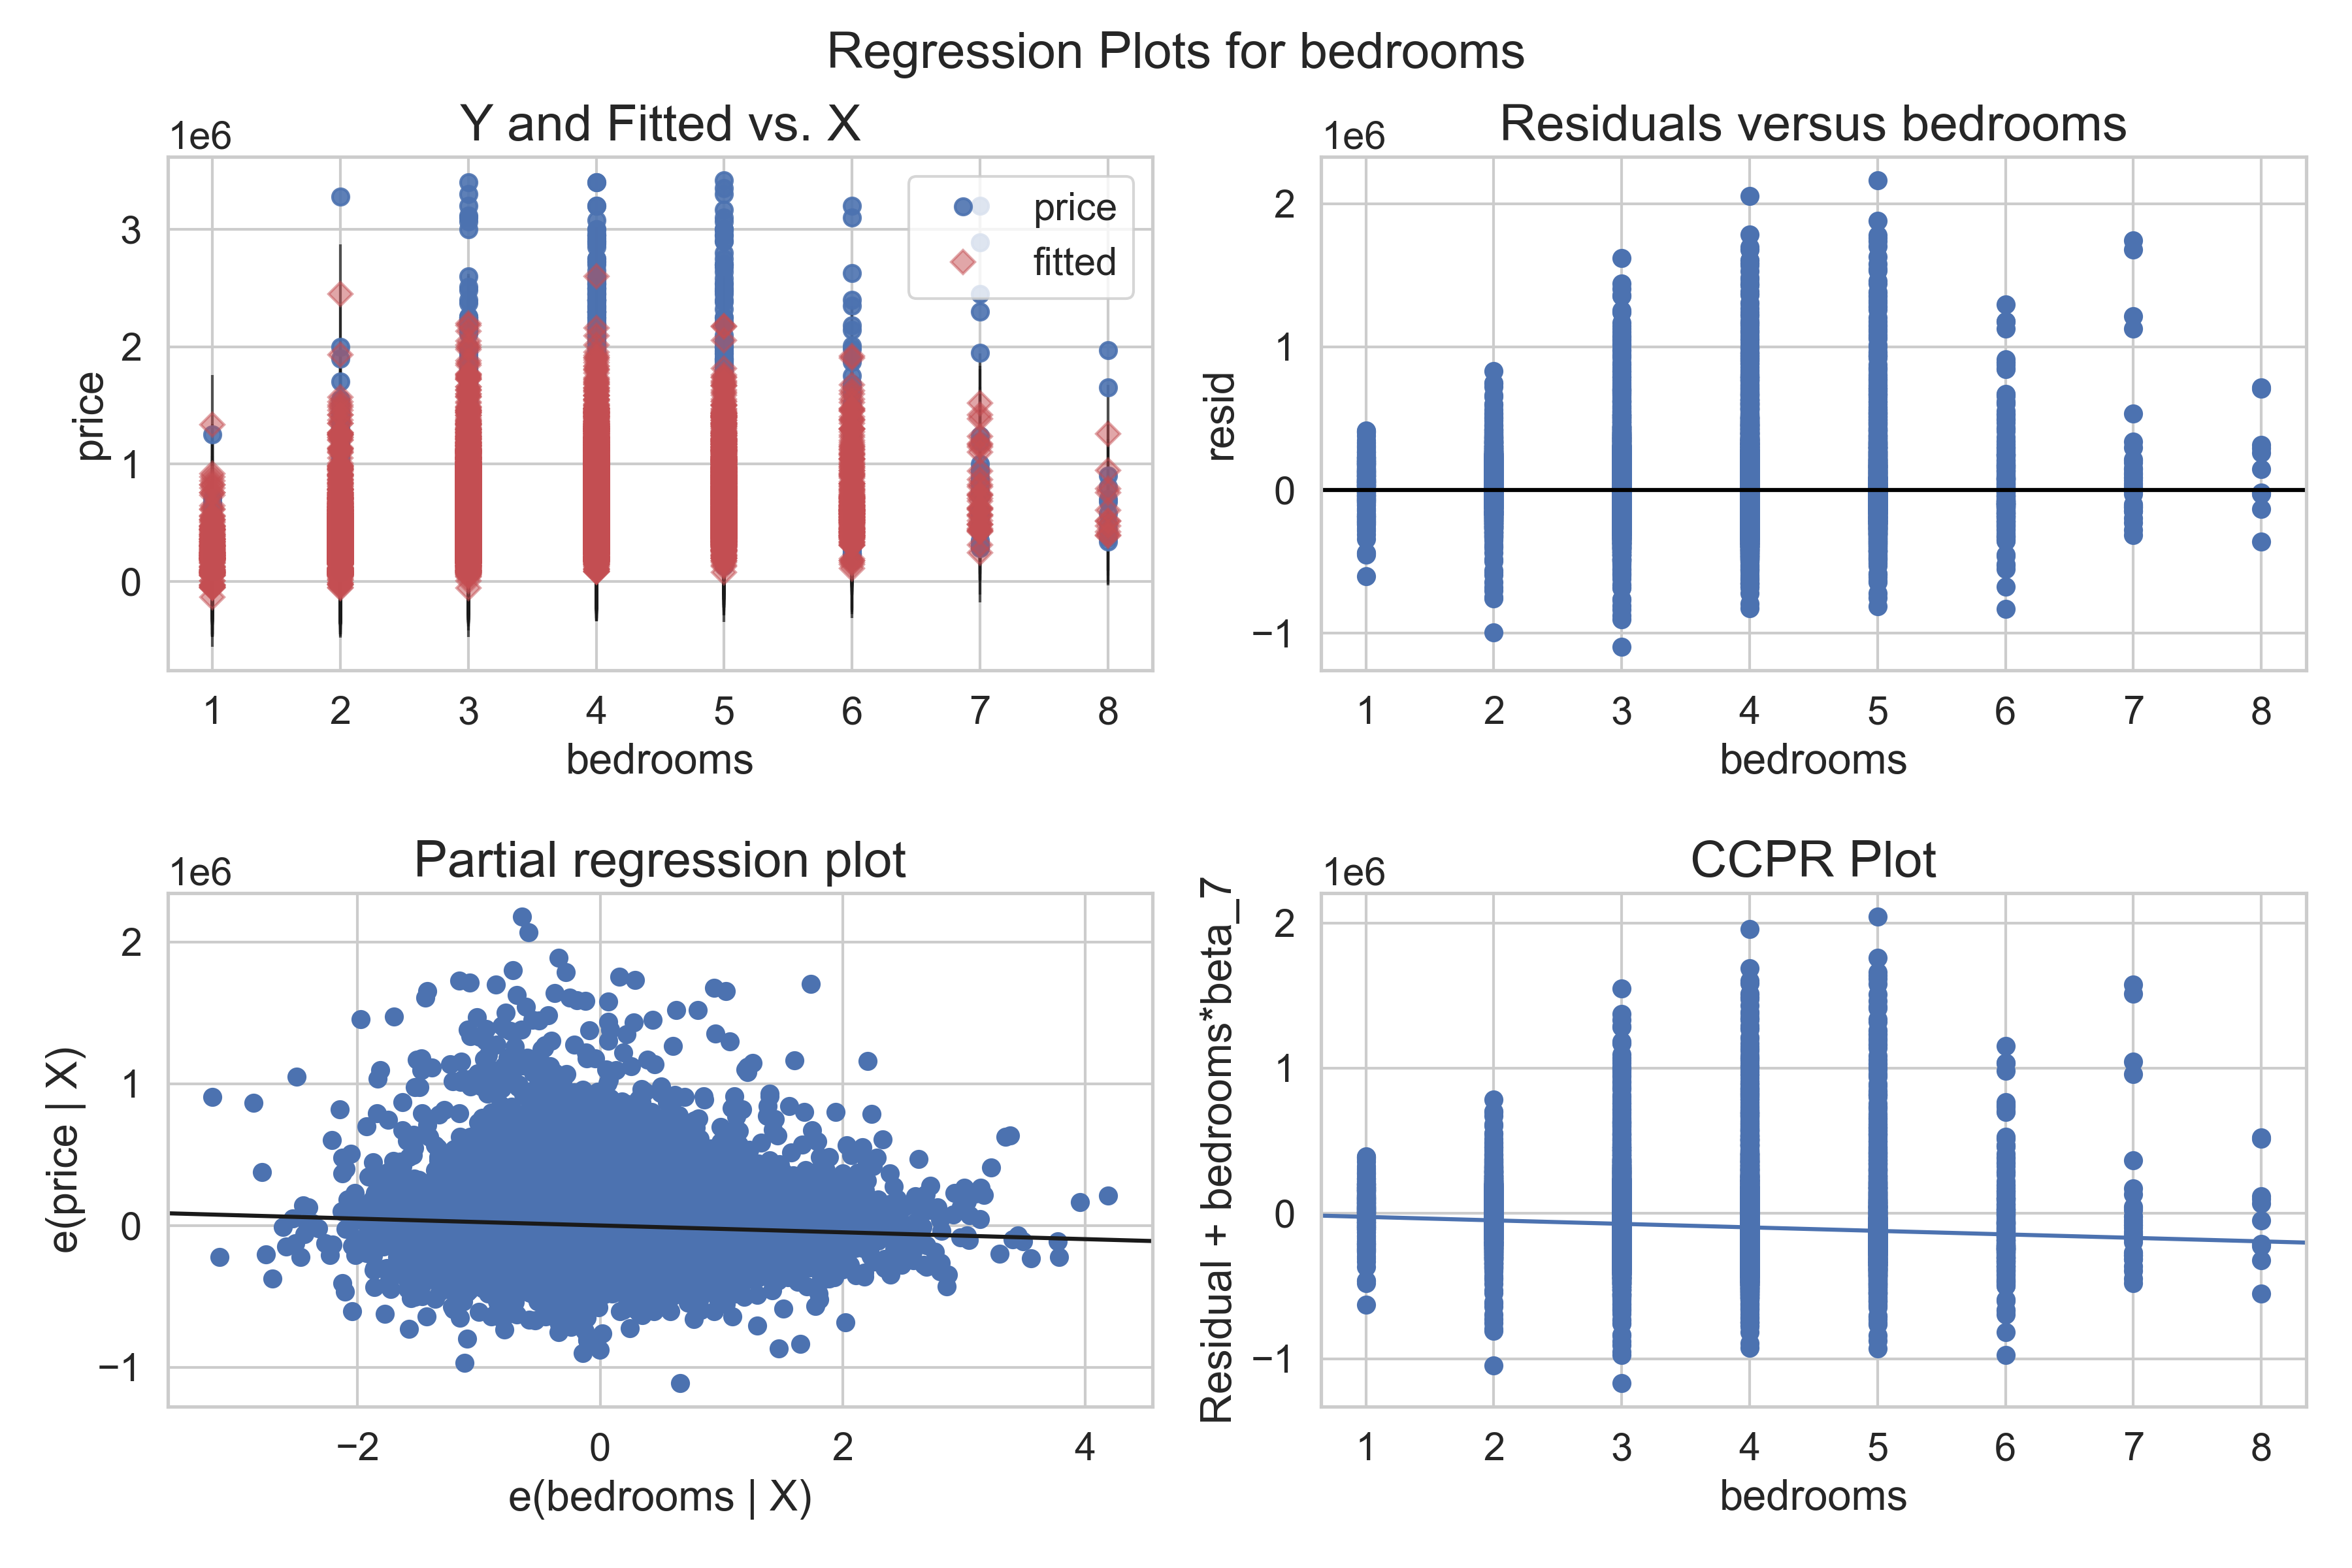 Regression Plots for bedrooms
Y and Fitted vs. X
1e6
price
fitted
3
2
1
0
price
1 2 3 4 5 6 7 8
bedrooms
Residuals versus bedrooms
1e6
2
1
0
−1
resid
1 2 3 4 5 6 7 8
bedrooms
Partial regression plot
1e6
2
1
0
−1
e(price | X)
−2 0 2 4
e(bedrooms | X)
CCPR Plot
1e6
2
1
0
−1
Residual + bedrooms*beta_7
1 2 3 4 5 6 7 8
bedrooms